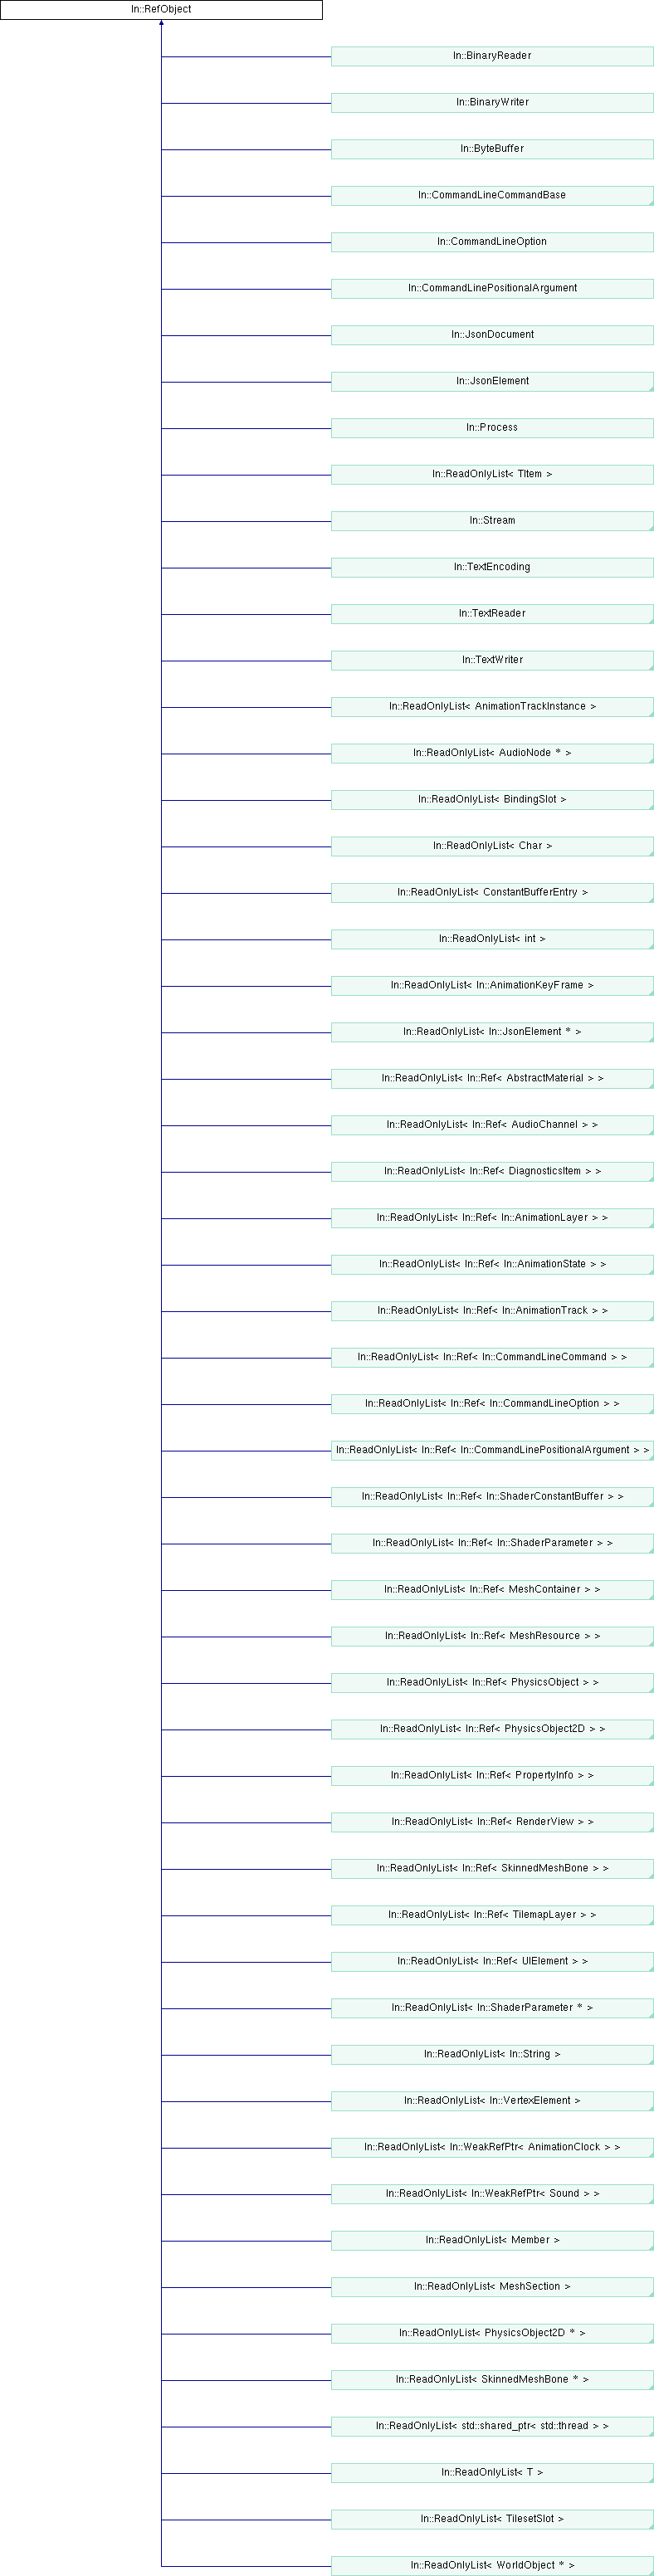 ln::RefObject
ln::BinaryReader
ln::BinaryWriter
ln::ByteBuffer
ln::CommandLineCommandBase
ln::CommandLineOption
ln::CommandLinePositionalArgument
ln::JsonDocument
ln::JsonElement
ln::Process
ln::ReadOnlyList< TItem >
ln::Stream
ln::TextEncoding
ln::TextReader
ln::TextWriter
ln::ReadOnlyList< AnimationTrackInstance >
ln::ReadOnlyList< AudioNode * >
ln::ReadOnlyList< BindingSlot >
ln::ReadOnlyList< Char >
ln::ReadOnlyList< ConstantBufferEntry >
ln::ReadOnlyList< int >
ln::ReadOnlyList< ln::AnimationKeyFrame >
ln::ReadOnlyList< ln::JsonElement * >
ln::ReadOnlyList< ln::Ref< AbstractMaterial > >
ln::ReadOnlyList< ln::Ref< AudioChannel > >
ln::ReadOnlyList< ln::Ref< DiagnosticsItem > >
ln::ReadOnlyList< ln::Ref< ln::AnimationLayer > >
ln::ReadOnlyList< ln::Ref< ln::AnimationState > >
ln::ReadOnlyList< ln::Ref< ln::AnimationTrack > >
ln::ReadOnlyList< ln::Ref< ln::CommandLineCommand > >
ln::ReadOnlyList< ln::Ref< ln::CommandLineOption > >
ln::ReadOnlyList< ln::Ref< ln::CommandLinePositionalArgument > >
ln::ReadOnlyList< ln::Ref< ln::ShaderConstantBuffer > >
ln::ReadOnlyList< ln::Ref< ln::ShaderParameter > >
ln::ReadOnlyList< ln::Ref< MeshContainer > >
ln::ReadOnlyList< ln::Ref< MeshResource > >
ln::ReadOnlyList< ln::Ref< PhysicsObject > >
ln::ReadOnlyList< ln::Ref< PhysicsObject2D > >
ln::ReadOnlyList< ln::Ref< PropertyInfo > >
ln::ReadOnlyList< ln::Ref< RenderView > >
ln::ReadOnlyList< ln::Ref< SkinnedMeshBone > >
ln::ReadOnlyList< ln::Ref< TilemapLayer > >
ln::ReadOnlyList< ln::Ref< UIElement > >
ln::ReadOnlyList< ln::ShaderParameter * >
ln::ReadOnlyList< ln::String >
ln::ReadOnlyList< ln::VertexElement >
ln::ReadOnlyList< ln::WeakRefPtr< AnimationClock > >
ln::ReadOnlyList< ln::WeakRefPtr< Sound > >
ln::ReadOnlyList< Member >
ln::ReadOnlyList< MeshSection >
ln::ReadOnlyList< PhysicsObject2D * >
ln::ReadOnlyList< SkinnedMeshBone * >
ln::ReadOnlyList< std::shared_ptr< std::thread > >
ln::ReadOnlyList< T >
ln::ReadOnlyList< TilesetSlot >
ln::ReadOnlyList< WorldObject * >